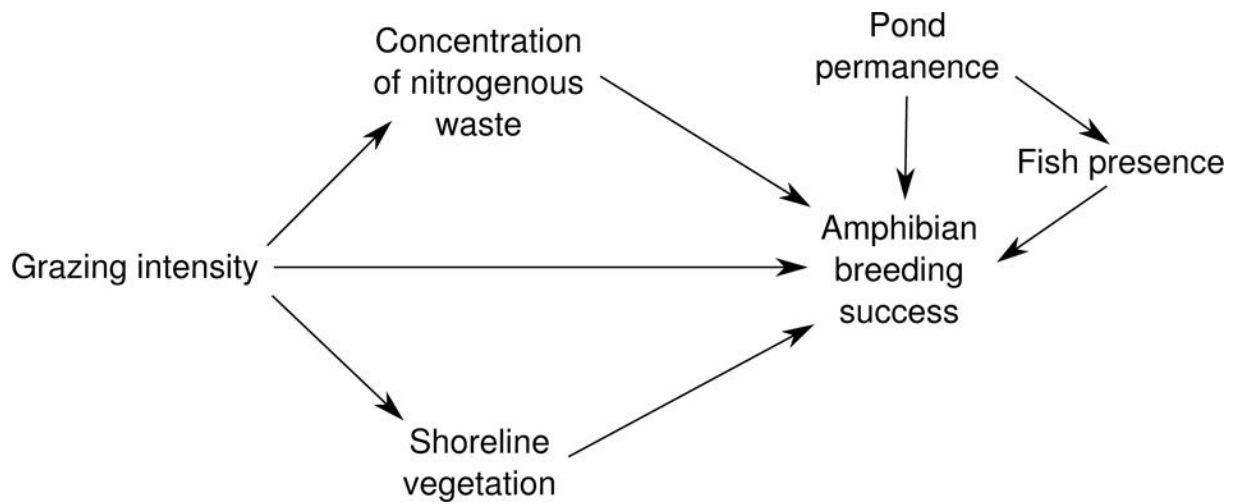 Concentration
of nitrogenous
waste
Pond
permanence
Fish presence
Grazing intensity
Amphibian
breeding
success
Shoreline
vegetation